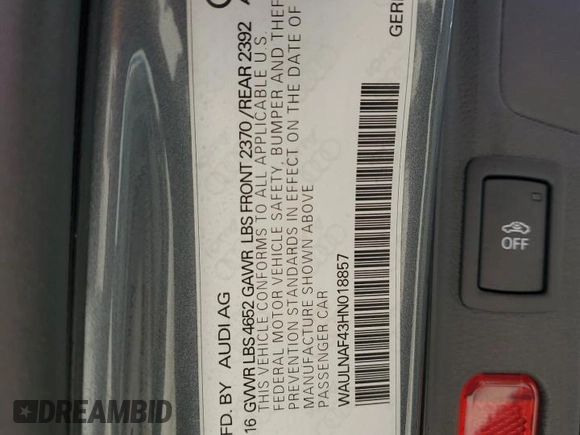 FD. BY AUDI AG
16 GWWR LBS 4652 GAWR LBS FRONT 2370/REAR 2392
THIS VEHICLE CONFORMS TO ALL APPLICABLE U.S.
FEDERAL MOTOR VEHICLE SAFETY, BUMPER AND THEF
PREVENTION STANDARDS IN EFFECT ON THE DATE OF
MANUFACTURE SHOWN ABOVE
PASSENGER CAR
WAULNAF43HN018857
GER
OFF
DREAMBID